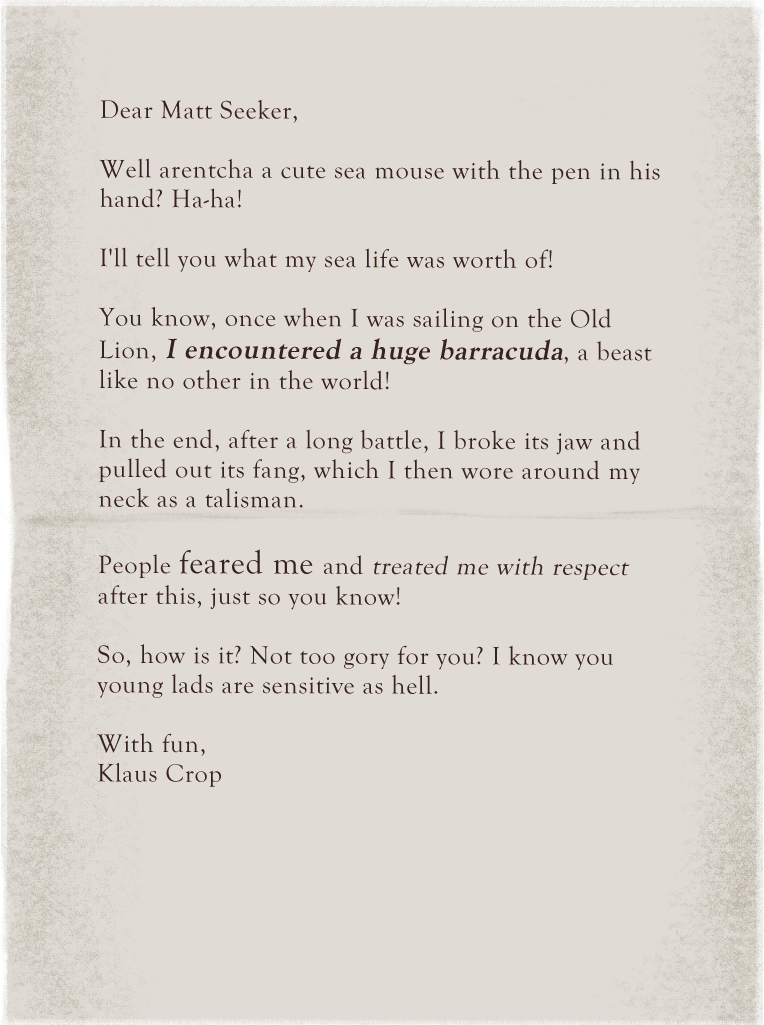 Dear Matt Seeker,
Well arentcha a cute sea mouse with the pen in his
hand? Ha-ha!
I'll tell you what my sea life was worth of!
You know, once when I was sailing on the Old
Lion, I encountered a huge barracuda, a beast
like no other in the world!
In the end, after a long battle, I broke its jaw and
pulled out its fang, which I then wore around my
neck as a talisman.
People feared me and treated me with respect
after this, just so you know!
So, how is it? Not too gory for you? I know you
young lads are sensitive as hell.
With fun,
Klaus Crop